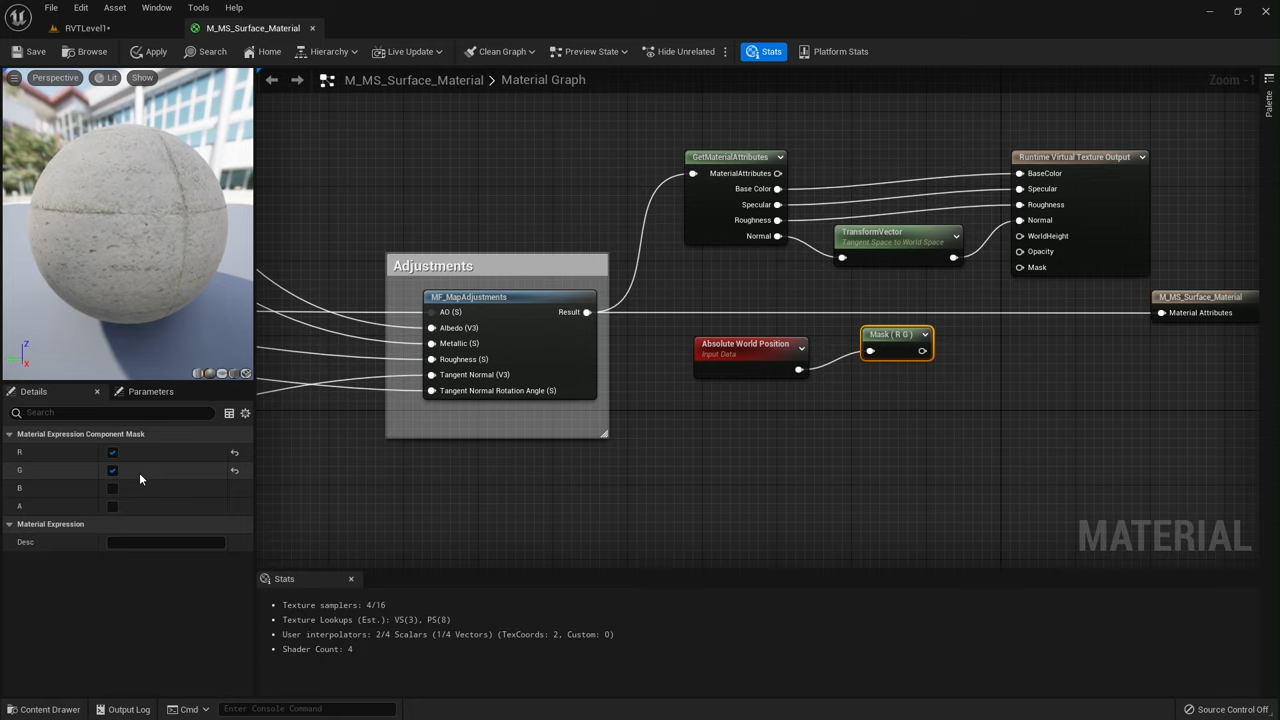 File Edit Asset Window Tools Help
RVTLevel1• M_MS_Surface_Material
Save Browse Apply Search Home Hierarchy Live Update Clean Graph Preview State Hide Unrelated Stats Platform Stats
Perspective Lit Show
M_MS_Surface_Material > Material Graph
Zoom -1
Palette
GetMaterialAttributes
MaterialAttributes
Base Color
Specular
Roughness
Normal
TransformVector
Tangent Space to World Space
Runtime Virtual Texture Output
BaseColor
Specular
Roughness
Normal
WorldHeight
Opacity
Mask
Adjustments
MF_MapAdjustments
AO (S) Result
Albedo (V3)
Metallic (S)
Roughness (S)
Tangent Normal (V3)
Tangent Normal Rotation Angle (S)
M_MS_Surface_Material
Material Attributes
Absolute World Position
Input Data
Mask ( R G )
Z
X
Details Parameters
Search
Material Expression Component Mask
R
G
B
A
Material Expression
Desc
MATERIAL
Stats
Texture samplers: 4/16
Texture Lookups (Est.): VS(3), PS(8)
User interpolators: 2/4 Scalars (1/4 Vectors) (TexCoords: 2, Custom: 0)
Shader Count: 4
Content Drawer Output Log Cmd Enter Console Command Source Control Off